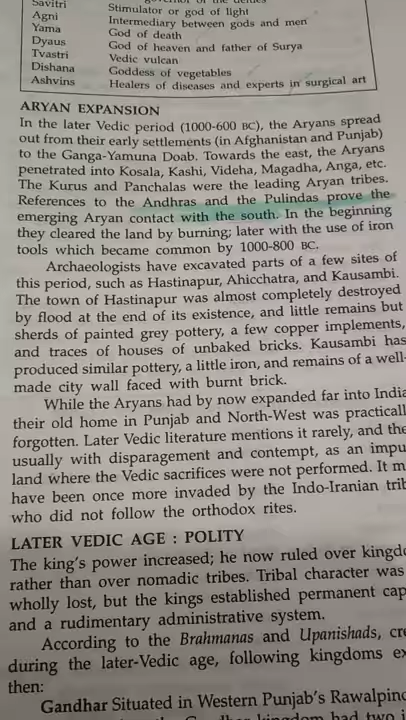 Savitri Stimulator or god of light
Agni Intermediary between gods and men
Yama God of death
Dyaus God of heaven and father of Surya
Tvastri Vedic vulcan
Dishana Goddess of vegetables
Ashvins Healers of diseases and experts in surgical art
ARYAN EXPANSION
In the later Vedic period (1000-600 BC), the Aryans spread
out from their early settlements (in Afghanistan and Punjab)
to the Ganga-Yamuna Doab. Towards the east, the Aryans
penetrated into Kosala, Kashi, Videha, Magadha, Anga, etc.
The Kurus and Panchalas were the leading Aryan tribes.
References to the Andhras and the Pulindas prove the
emerging Aryan contact with the south. In the beginning
they cleared the land by burning; later with the use of iron
tools which became common by 1000-800 BC.
Archaeologists have excavated parts of a few sites of
this period, such as Hastinapur, Ahicchatra, and Kausambi.
The town of Hastinapur was almost completely destroyed
by flood at the end of its existence, and little remains but
sherds of painted grey pottery, a few copper implements,
and traces of houses of unbaked bricks. Kausambi has
produced similar pottery, a little iron, and remains of a well-
made city wall faced with burnt brick.
While the Aryans had by now expanded far into India
their old home in Punjab and North-West was practicall
forgotten. Later Vedic literature mentions it rarely, and the
usually with disparagement and contempt, as an impu
land where the Vedic sacrifices were not performed. It m
have been once more invaded by the Indo-Iranian trib
who did not follow the orthodox rites.
LATER VEDIC AGE : POLITY
The king's power increased; he now ruled over kingdo
rather than over nomadic tribes. Tribal character was
wholly lost, but the kings established permanent cap
and a rudimentary administrative system.
According to the Brahmanas and Upanishads, cre
during the later-Vedic age, following kingdoms ex
then:
Gandhar Situated in Western Punjab's Rawalpind
kingdom had two